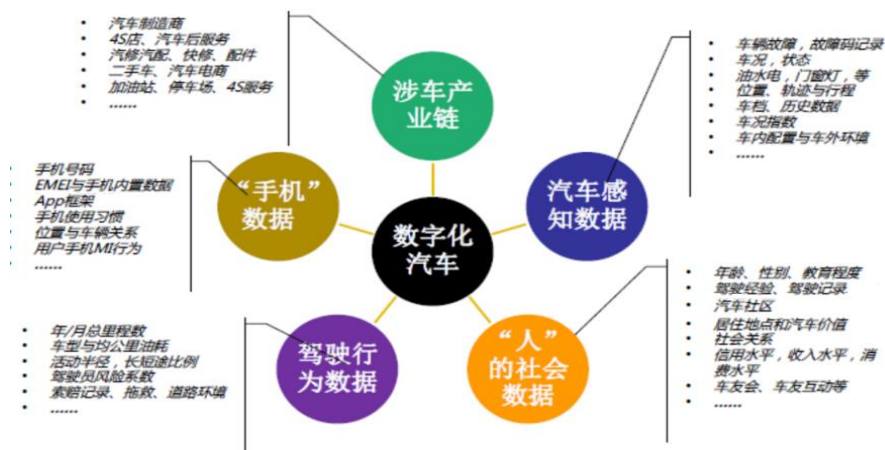 • 汽车制造商
• 4S店、汽车后服务
• 汽修汽配、快修、配件
• 二手车、汽车电商
• 加油站、停车场、4S服务
• ......
涉车产
业链
• 车辆故障，故障码记录
• 车况，状态
• 油水电，门窗灯，等
• 位置、轨迹与行程
• 车档、历史数据
• 车况指数
• 车内配置与车外环境
• ......
手机号码
EMEI与手机内置数据
App框架
手机使用习惯
位置与车辆关系
用户手机MI行为
......
“手机”
数据
汽车感
知数据
数字化
汽车
• 年/月总里程数
• 车型与均公里油耗
• 活动半径，长短途比例
• 驾驶员风险系数
• 索赔记录、拖救、道路环境
• ......
驾驶行
为数据
“人”
的社会
数据
• 年龄、性别、教育程度
• 驾驶经验、驾驶记录
• 汽车社区
• 居住地点和汽车价值
• 社会关系
• 信用水平，收入水平，消
费水平
• 车友会、车友互动等
• ......